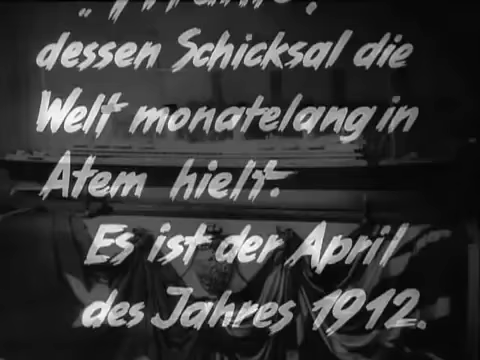 dessen Schicksal die
Welt monatelang in
Atem hielt.
Es ist der April
des Jahres 1912.